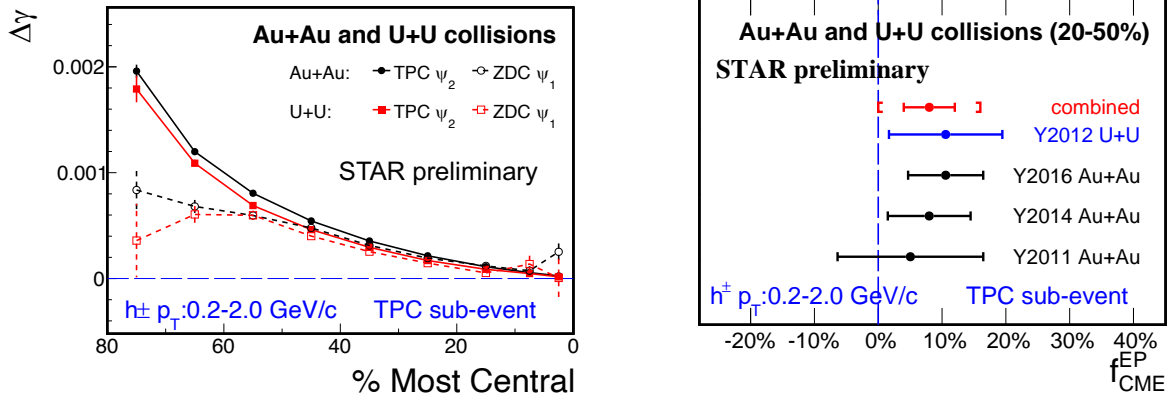 Δγ
Au+Au and U+U collisions
Au+Au: TPC ψ2 ZDC ψ1
U+U: TPC ψ2 ZDC ψ1
STAR preliminary
0.002
0.001
0
h± pT:0.2-2.0 GeV/c TPC sub-event
80 60 40 20 0
% Most Central
Au+Au and U+U collisions (20-50%)
STAR preliminary
combined
Y2012 U+U
Y2016 Au+Au
Y2014 Au+Au
Y2011 Au+Au
h± pT:0.2-2.0 GeV/c TPC sub-event
-20% -10% 0% 10% 20% 30% 40%
f EP CME